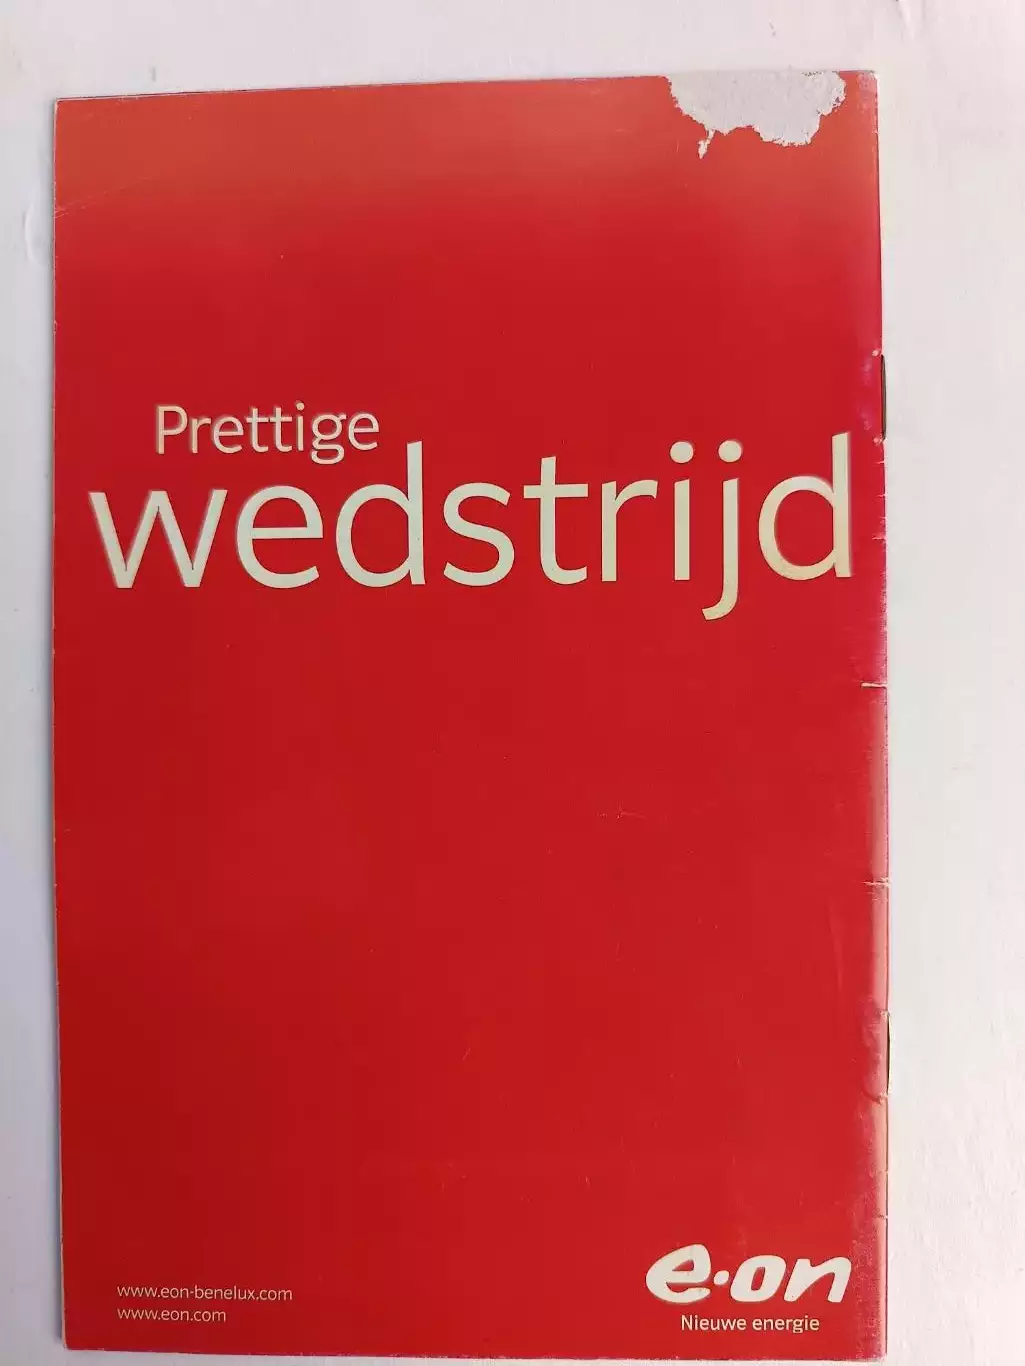 Prettige
wedstrijd
www.eon-benelux.com
www.eon.com
e·on
Nieuwe energie